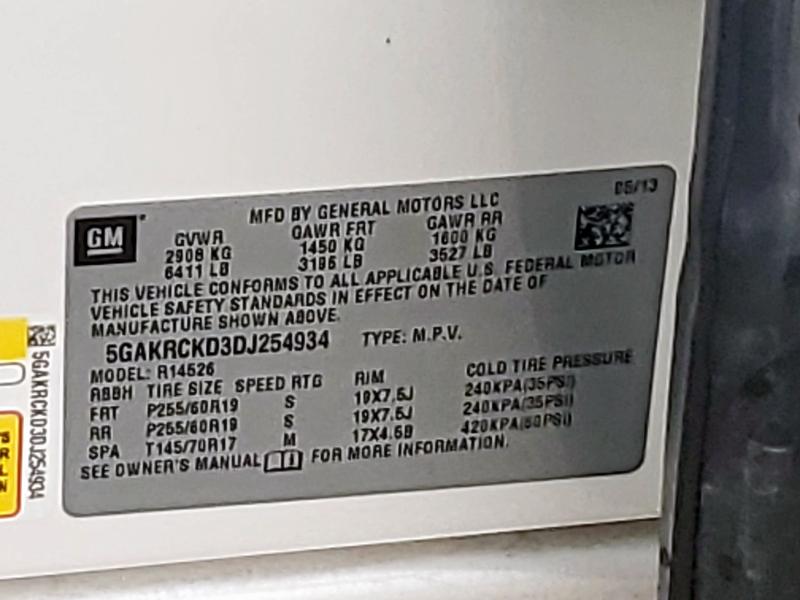 05/13
MFD BY GENERAL MOTORS LLC
GM
GVWR GAWR FRT GAWR RR
2908 KG 1450 KG 1600 KG
6411 LB 3196 LB 3527 LB
THIS VEHICLE CONFORMS TO ALL APPLICABLE U.S. FEDERAL MOTOR
VEHICLE SAFETY STANDARDS IN EFFECT ON THE DATE OF
MANUFACTURE SHOWN ABOVE.
5GAKRCKD3DJ254934 TYPE: M.P.V.
MODEL: R14526
TIRE SIZE SPEED RTG RIM COLD TIRE PRESSURE
FRT P255/60R19 S 19X7.5J 240KPA(35PSI)
RR P255/60R19 S 19X7.5J 240KPA(35PSI)
SPA T145/70R17 M 17X4.5B 420KPA(60PSI)
SEE OWNER'S MANUAL FOR MORE INFORMATION.
5GAKRCKD3DJ254934